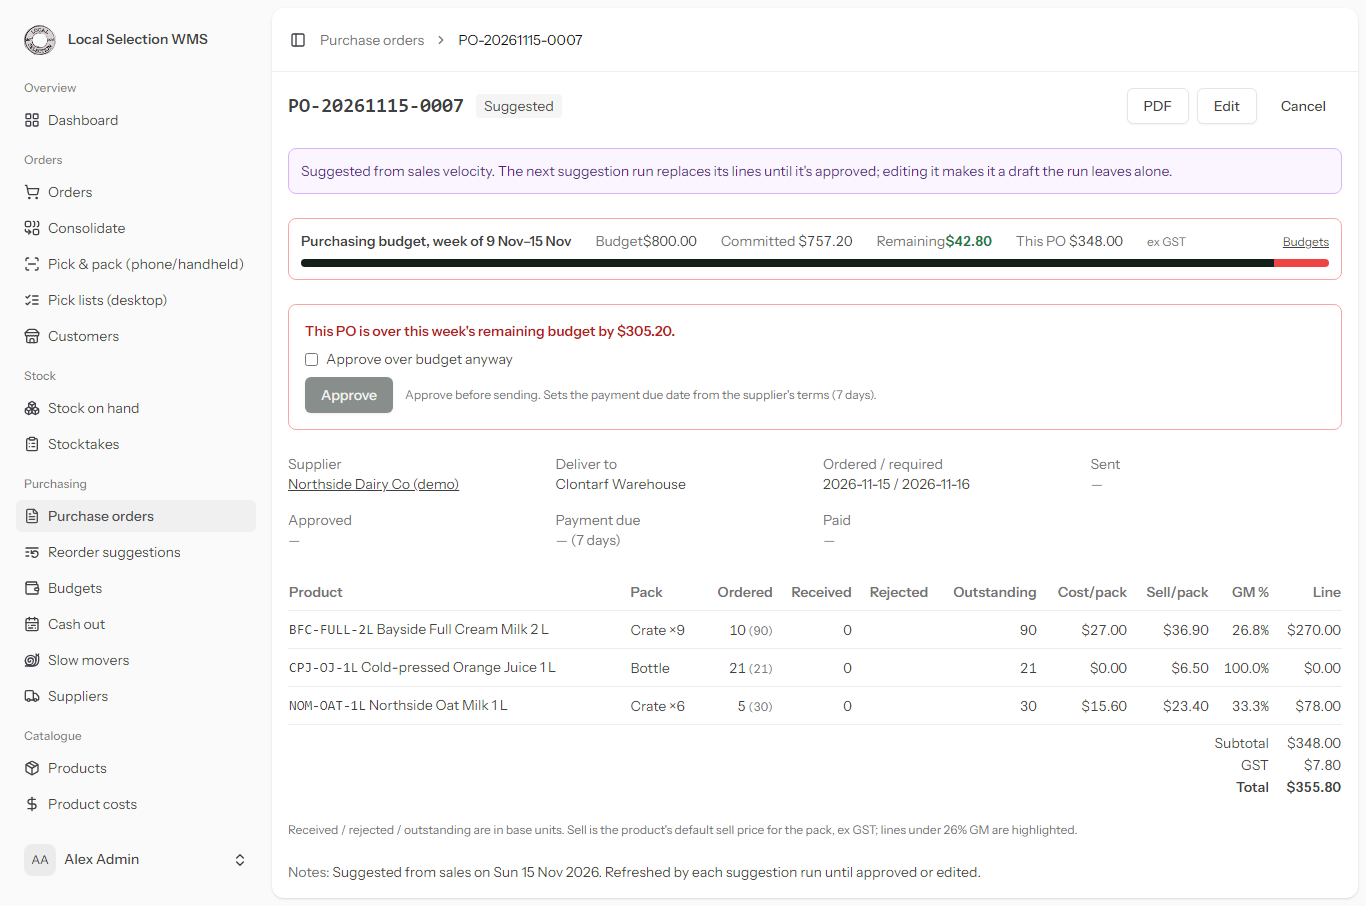 LOCAL SELECTION
Local Selection WMS
Overview
Dashboard
Orders
Orders
Consolidate
Pick & pack (phone/handheld)
Pick lists (desktop)
Customers
Stock
Stock on hand
Stocktakes
Purchasing
Purchase orders
Reorder suggestions
Budgets
Cash out
Slow movers
Suppliers
Catalogue
Products
Product costs
AA Alex Admin
Purchase orders > PO-20261115-0007
PO-20261115-0007 Suggested PDF Edit Cancel
Suggested from sales velocity. The next suggestion run replaces its lines until it's approved; editing it makes it a draft the run leaves alone.
Purchasing budget, week of 9 Nov–15 Nov Budget$800.00 Committed $757.20 Remaining$42.80 This PO $348.00 ex GST Budgets
This PO is over this week's remaining budget by $305.20.
Approve over budget anyway
Approve Approve before sending. Sets the payment due date from the supplier's terms (7 days).
Supplier Deliver to Ordered / required Sent
Northside Dairy Co (demo) Clontarf Warehouse 2026-11-15 / 2026-11-16 —
Approved Payment due Paid
— — (7 days) —
Product Pack Ordered Received Rejected Outstanding Cost/pack Sell/pack GM % Line
BFC-FULL-2L Bayside Full Cream Milk 2 L Crate ×9 10 (90) 0 90 $27.00 $36.90 26.8% $270.00
CPJ-OJ-1L Cold-pressed Orange Juice 1 L Bottle 21 (21) 0 21 $0.00 $6.50 100.0% $0.00
NOM-OAT-1L Northside Oat Milk 1 L Crate ×6 5 (30) 0 30 $15.60 $23.40 33.3% $78.00
Subtotal $348.00
GST $7.80
Total $355.80
Received / rejected / outstanding are in base units. Sell is the product's default sell price for the pack, ex GST; lines under 26% GM are highlighted.
Notes: Suggested from sales on Sun 15 Nov 2026. Refreshed by each suggestion run until approved or edited.